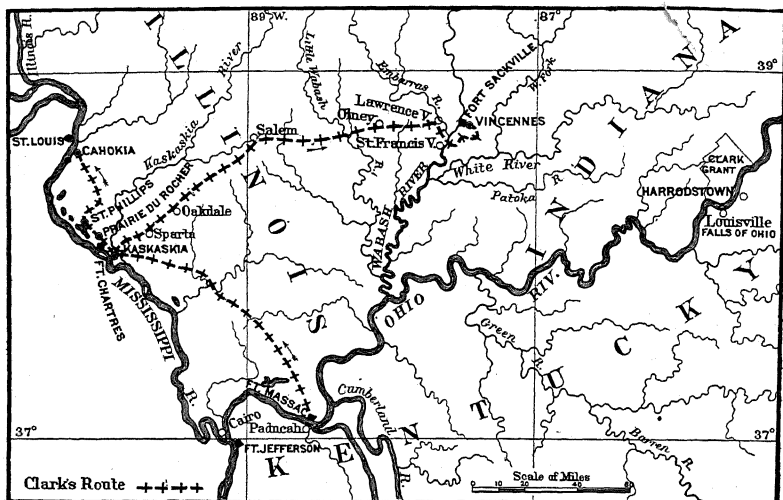 89° W.
87°
Illinois R.
ILLINOIS
INDIANA
River
Little Wabash
Embarras R.
FORT SACKVILLE
W. Fork
39°
Lawrence V.
Olney
ST. LOUIS
CAHOKIA
Kaskaskia
Salem
St. Francis V.
VINCENNES
White River
CLARK GRANT
R.
Patoka R.
HARRODSTOWN
ST. PHILLIPS
PRAIRIE DU ROCHER
Oakdale
WABASH RIVER
Louisville
FALLS OF OHIO
Sparta
KASKASKIA
FT. CHARTRES
MISSISSIPPI
R.
OHIO
RIV.
Green R.
KENTUCKY
FT. MASSAC
Cumberland
R.
Cairo
Paducah
37°
37°
FT. JEFFERSON
Barren R.
Clark's Route
Scale of Miles
0
20
40
60